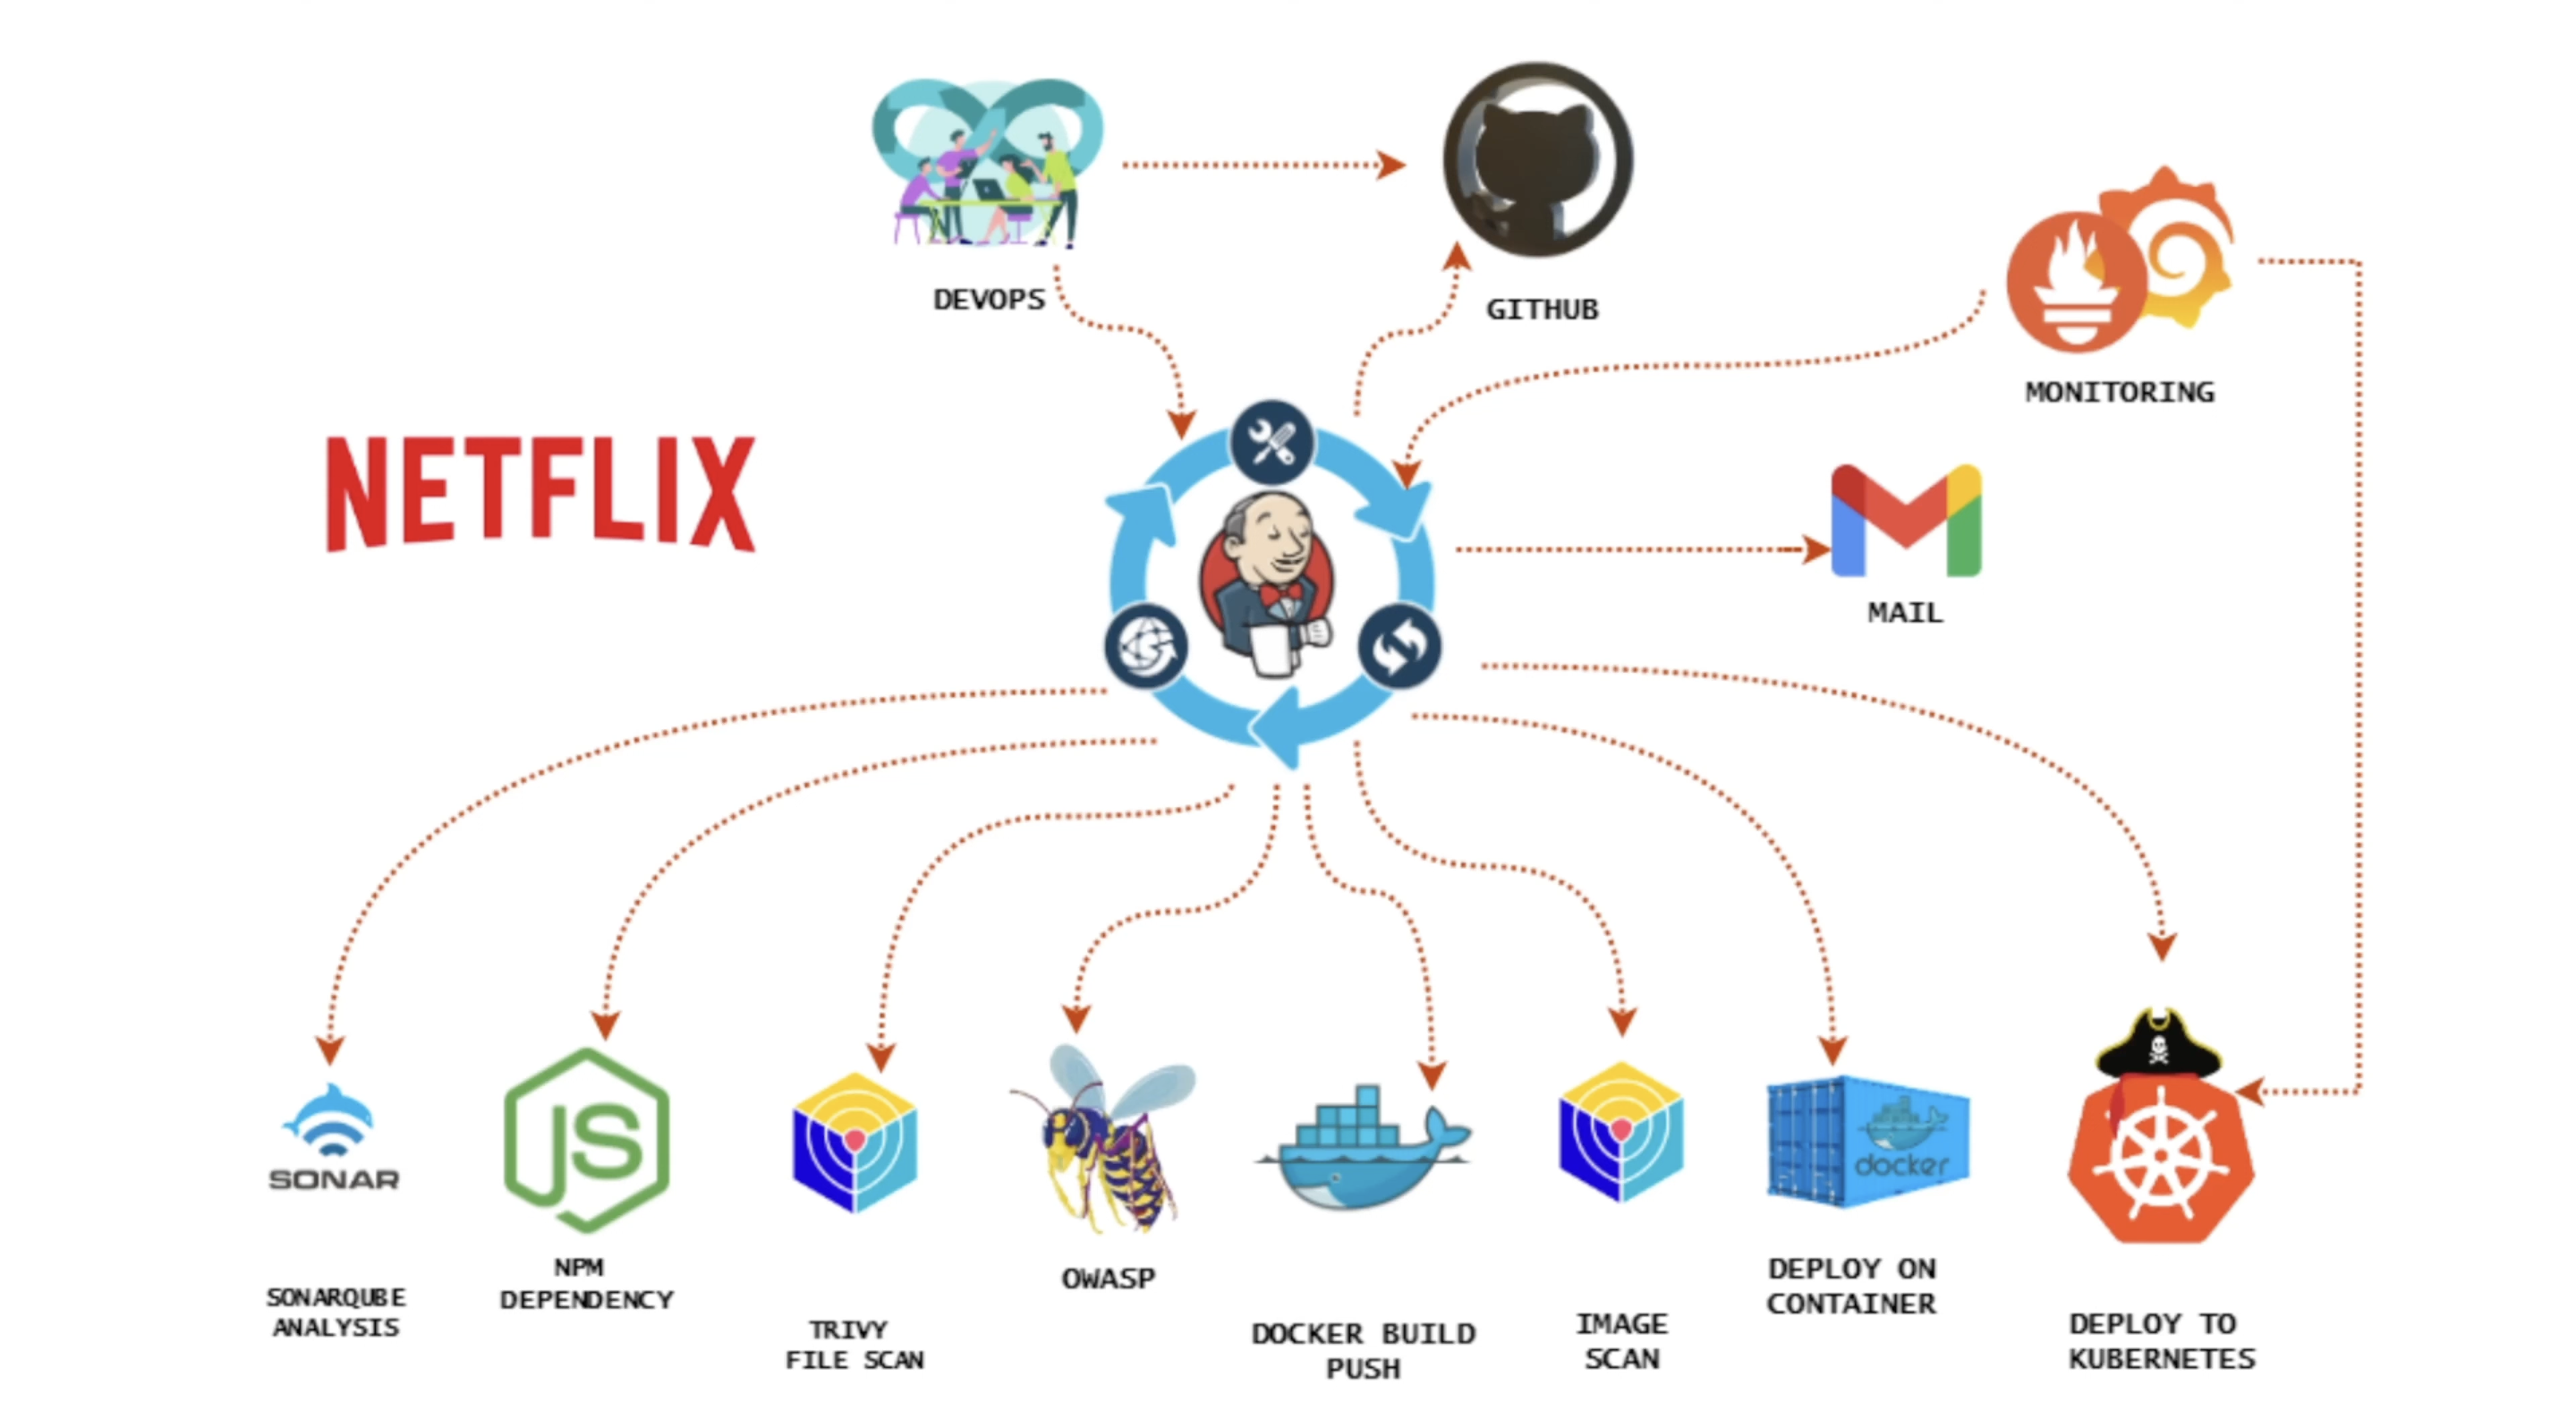 DEVOPS
GITHUB
MONITORING
NETFLIX
MAIL
SONAR
JS
docker
SONARQUBE
ANALYSIS
NPM
DEPENDENCY
TRIVY
FILE SCAN
OWASP
DOCKER BUILD
PUSH
IMAGE
SCAN
DEPLOY ON
CONTAINER
DEPLOY TO
KUBERNETES